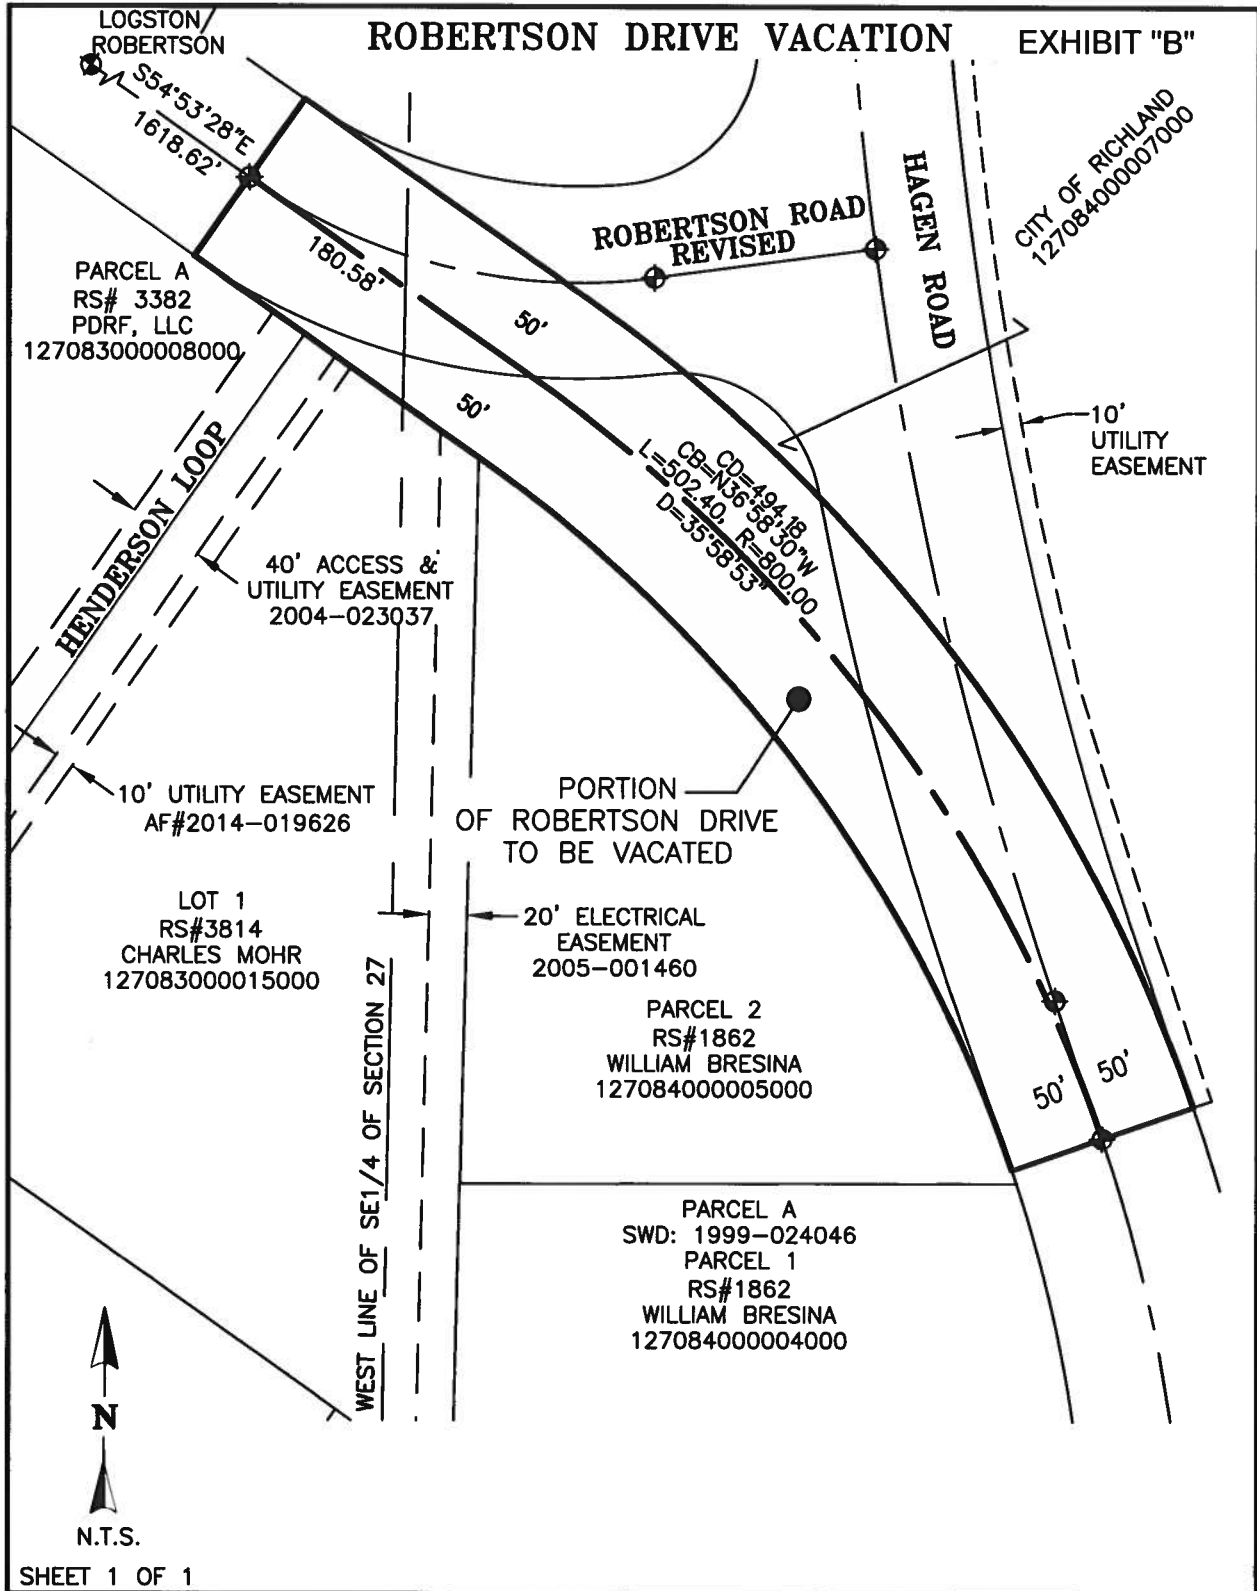 ROBERTSON DRIVE VACATION
EXHIBIT "B"
LOGSTON
ROBERTSON
S54°53'28"E
1618.62'
CITY OF RICHLAND
127084000007000
HAGEN ROAD
ROBERTSON ROAD
REVISED
180.58'
PARCEL A
RS# 3382
PDRF, LLC
127083000008000
50'
50'
10'
UTILITY
EASEMENT
HENDERSON LOOP
CD=494.18
CB=N36°58'30"W
L=502.40, R=800.00
D=35°58'53"
40' ACCESS &
UTILITY EASEMENT
2004-023037
10' UTILITY EASEMENT
AF#2014-019626
PORTION
OF ROBERTSON DRIVE
TO BE VACATED
LOT 1
RS#3814
CHARLES MOHR
127083000015000
20' ELECTRICAL
EASEMENT
2005-001460
WEST LINE OF SE1/4 OF SECTION 27
PARCEL 2
RS#1862
WILLIAM BRESINA
127084000005000
50'
50'
PARCEL A
SWD: 1999-024046
PARCEL 1
RS#1862
WILLIAM BRESINA
127084000004000
N
N.T.S.
SHEET 1 OF 1